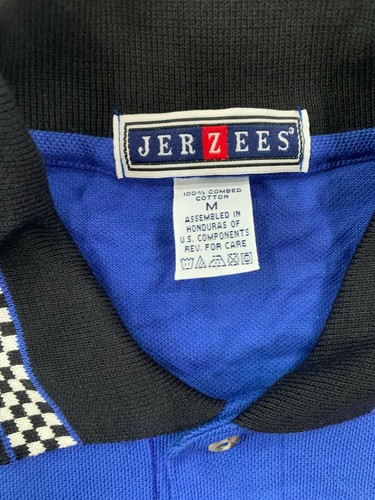 JERZEES®
100% COMBED
COTTON
M
ASSEMBLED IN
HONDURAS OF
U.S. COMPONENTS
REV. FOR CARE